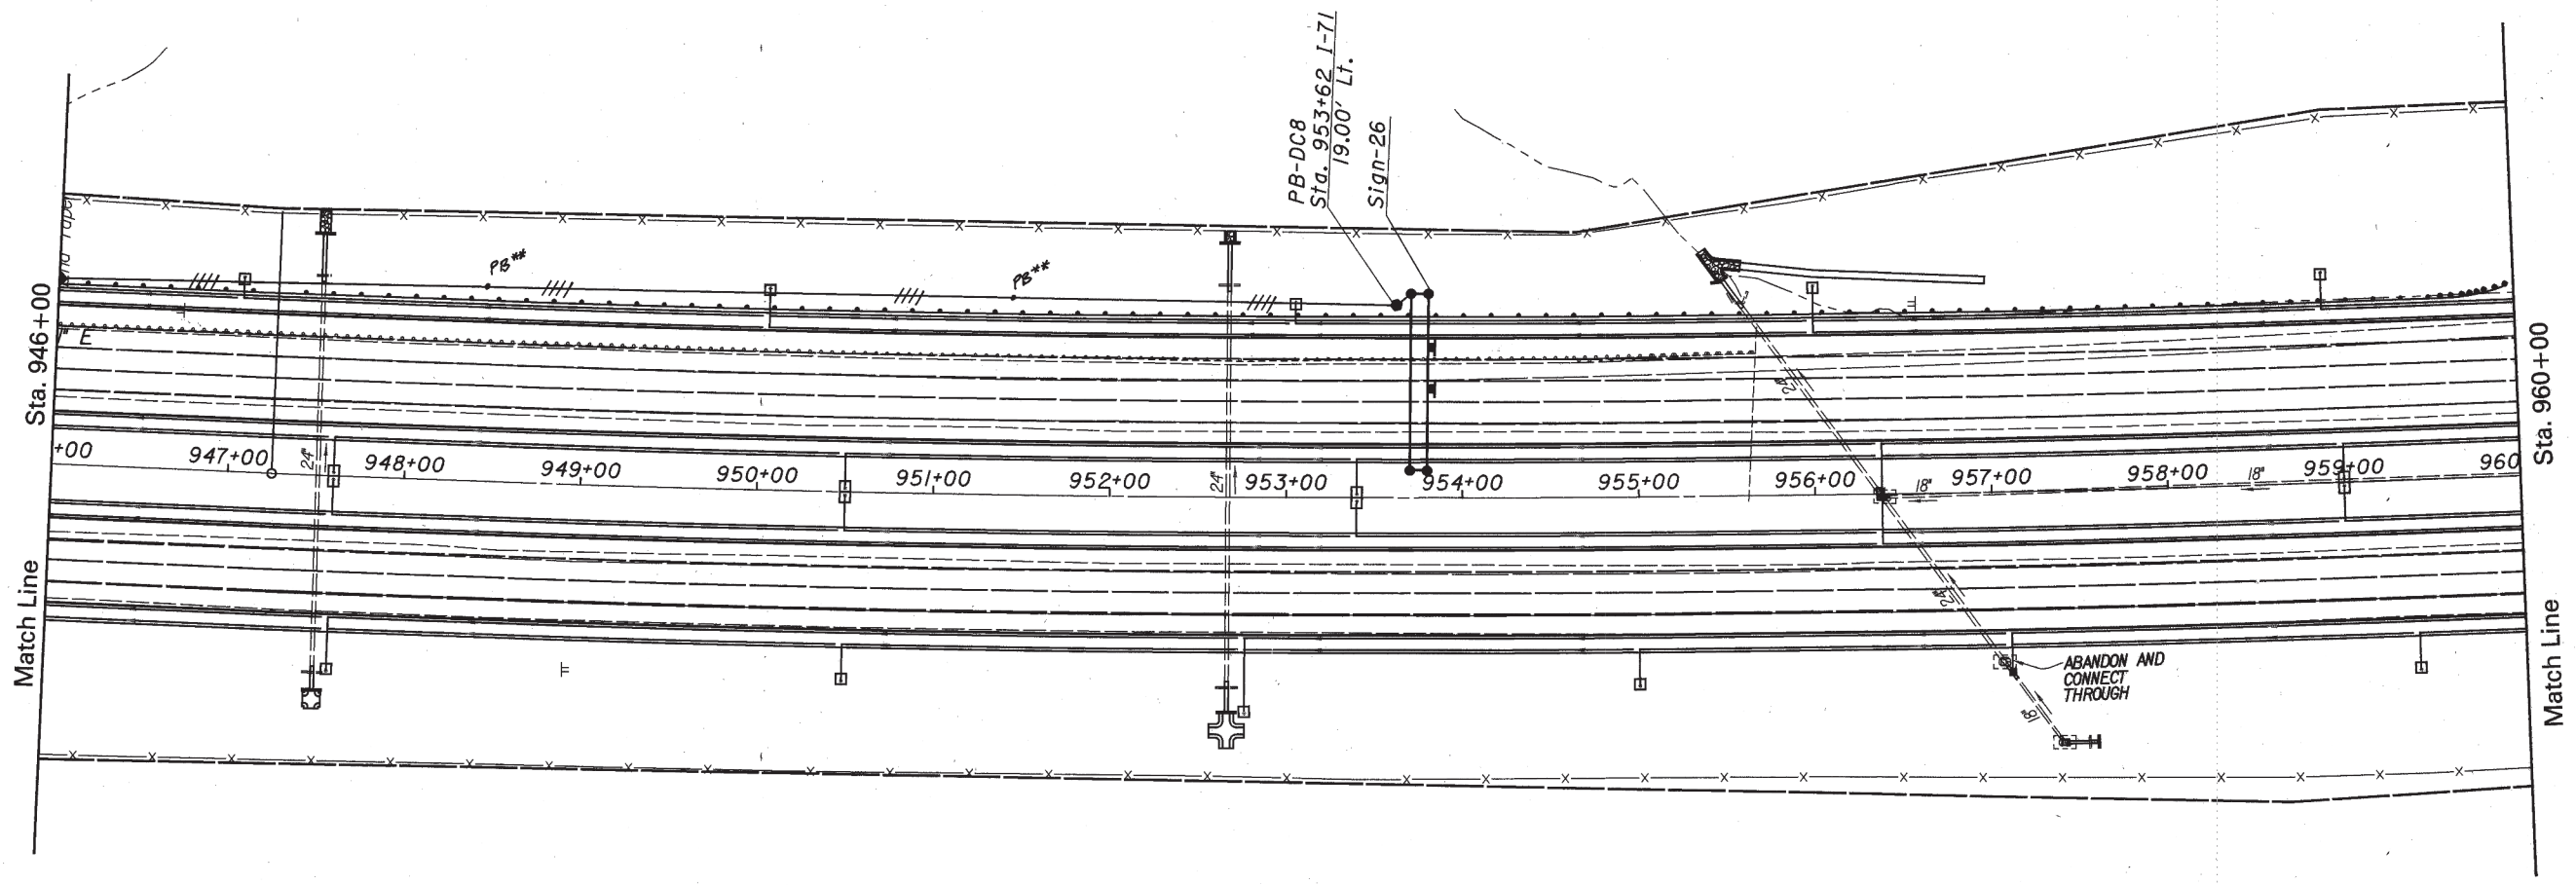 PB-DC8
Sta. 953+62 I-71
19.00' Lt.
Sign-26
PB**
PB**
Sta. 946+00
Match Line
E
+00
947+00
948+00
949+00
950+00
951+00
952+00
953+00
954+00
955+00
956+00
957+00
958+00
959+00
960
24"
24"
24"
24"
18"
18"
18"
ABANDON AND
CONNECT
THROUGH
Sta. 960+00
Match Line